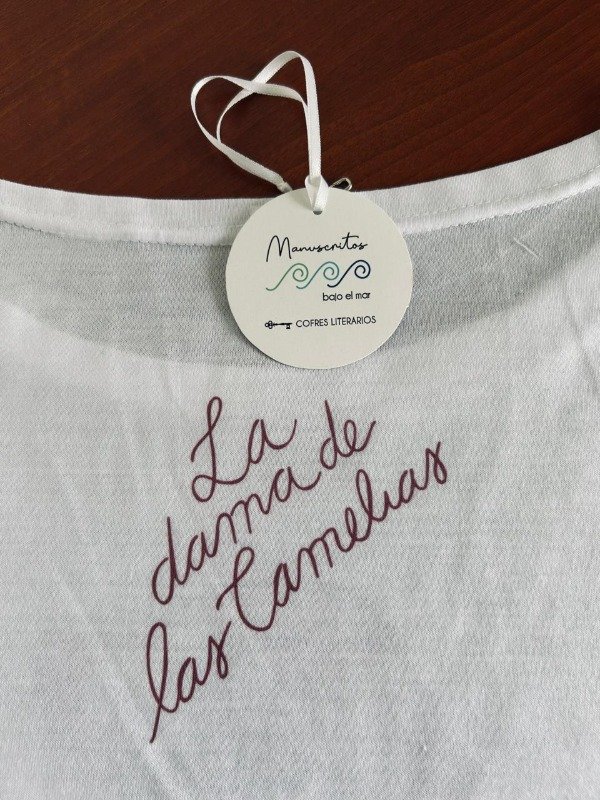 Manuscritos
bajo el mar
COFRES LITERARIOS
La
dama de
las Camelias